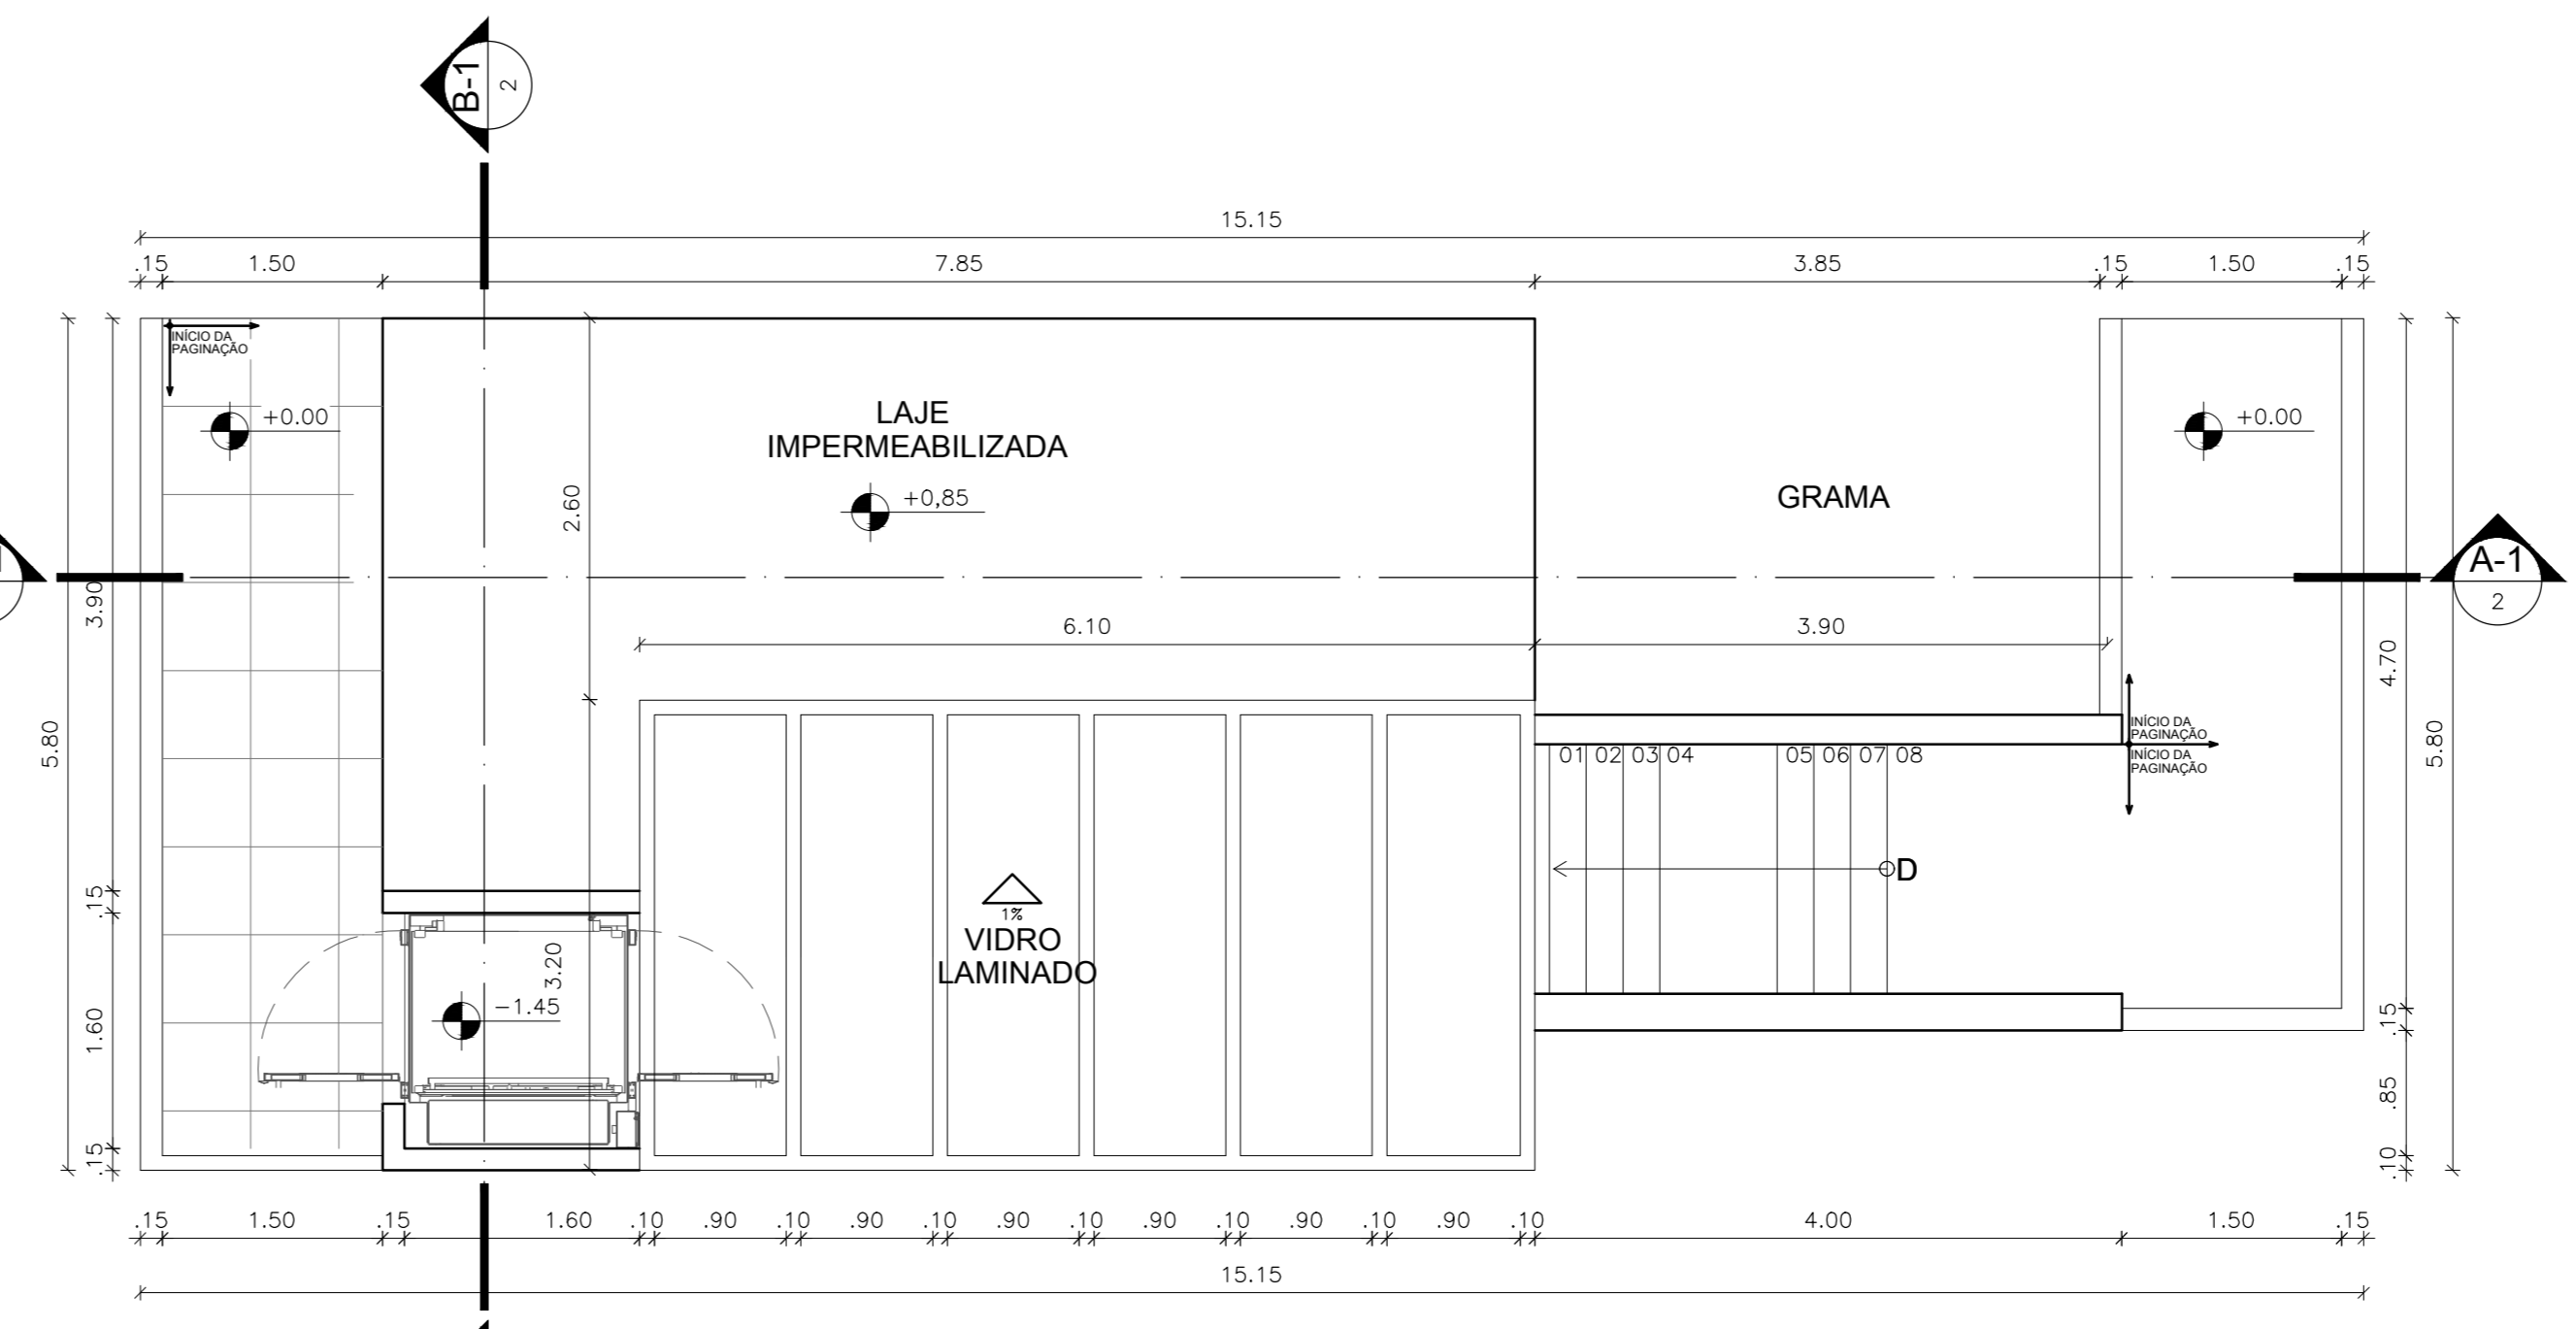 B-1
2
15.15
.15 1.50 7.85 3.85 .15 1.50 .15
INÍCIO DA
PAGINAÇÃO
+0.00
LAJE
IMPERMEABILIZADA
+0,85
2.60
GRAMA
+0.00
A-1
2
3.90
6.10 3.90
4.70
5.80
5.80
INÍCIO DA
PAGINAÇÃO
INÍCIO DA
PAGINAÇÃO
01 02 03 04 05 06 07 08
D
.15
1%
VIDRO
LAMINADO
3.20
-1.45
1.60
.15
.15
.85
.10
.15 1.50 .15 1.60 .10 .90 .10 .90 .10 .90 .10 .90 .10 .90 .10 .90 .10 4.00 1.50 .15
15.15